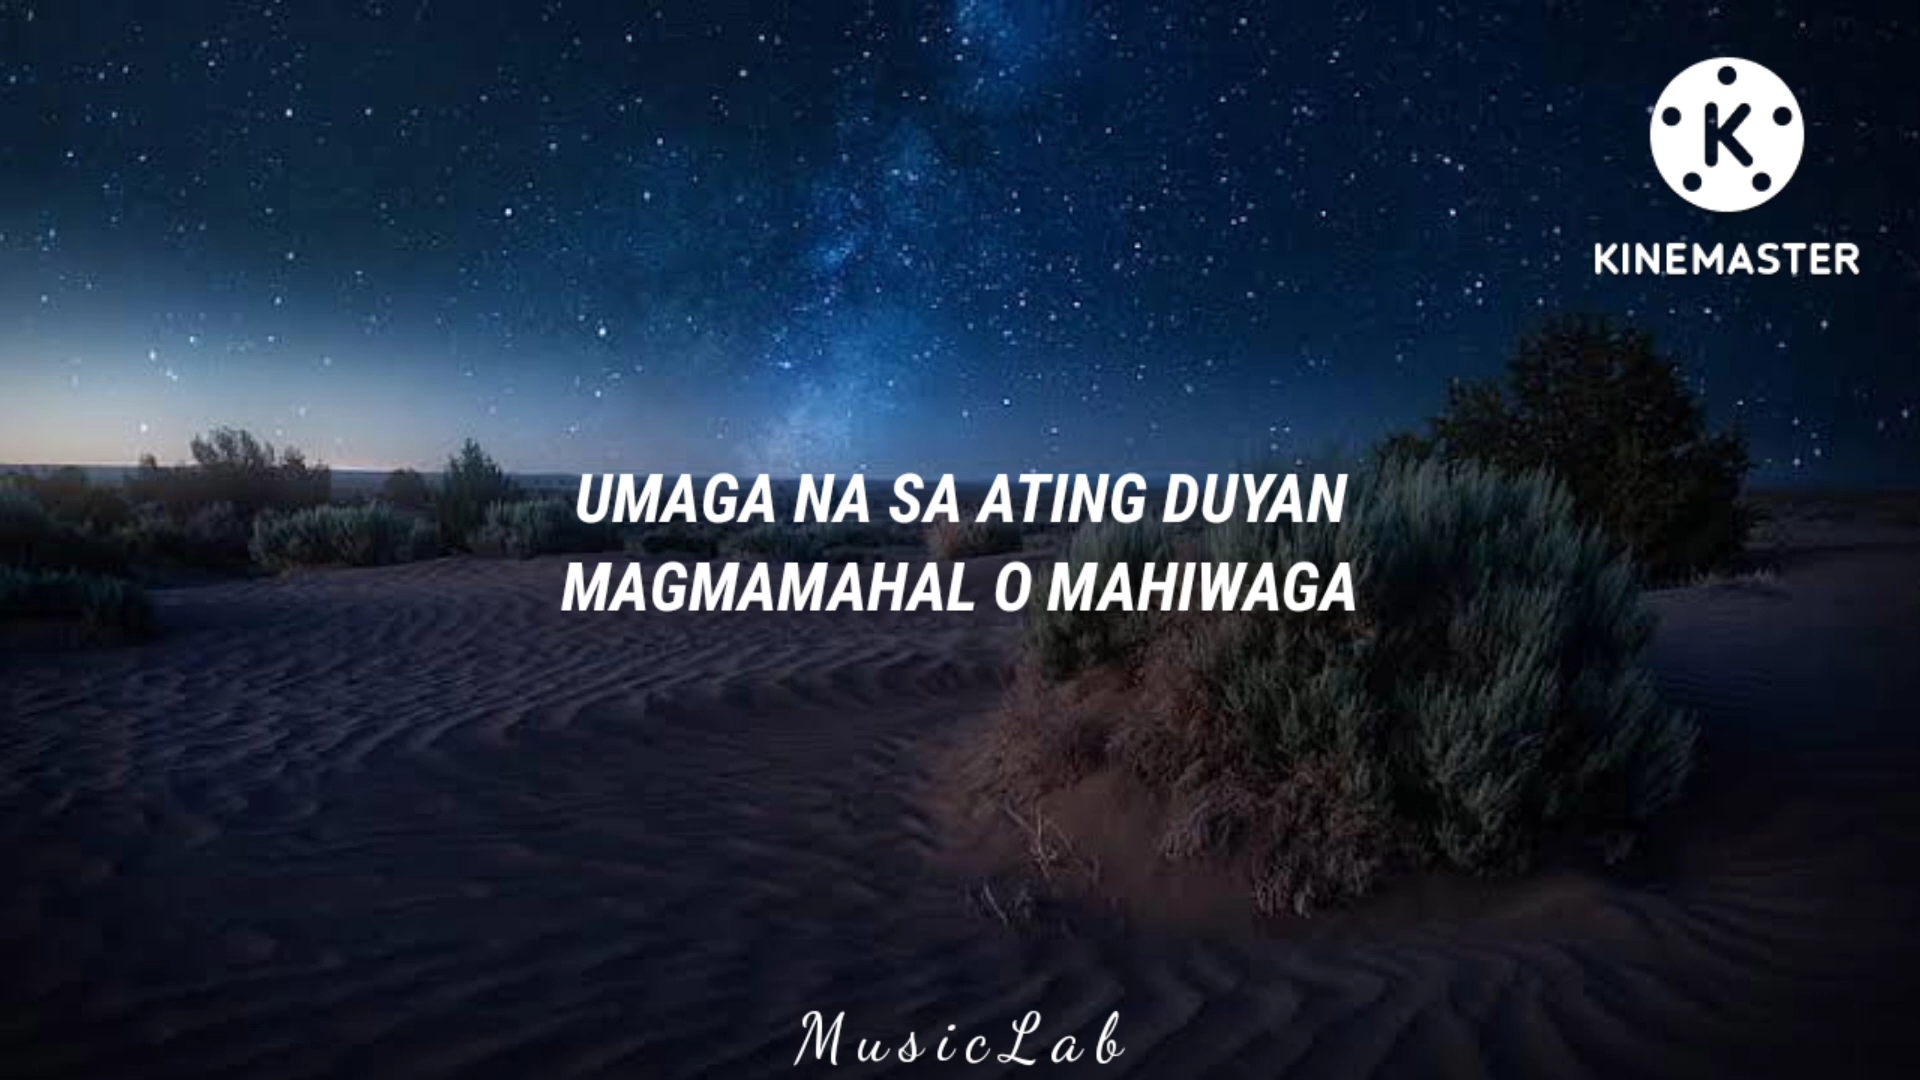 K
KINEMASTER
UMAGA NA SA ATING DUYAN
MAGMAMAHAL O MAHIWAGA
MusicLab